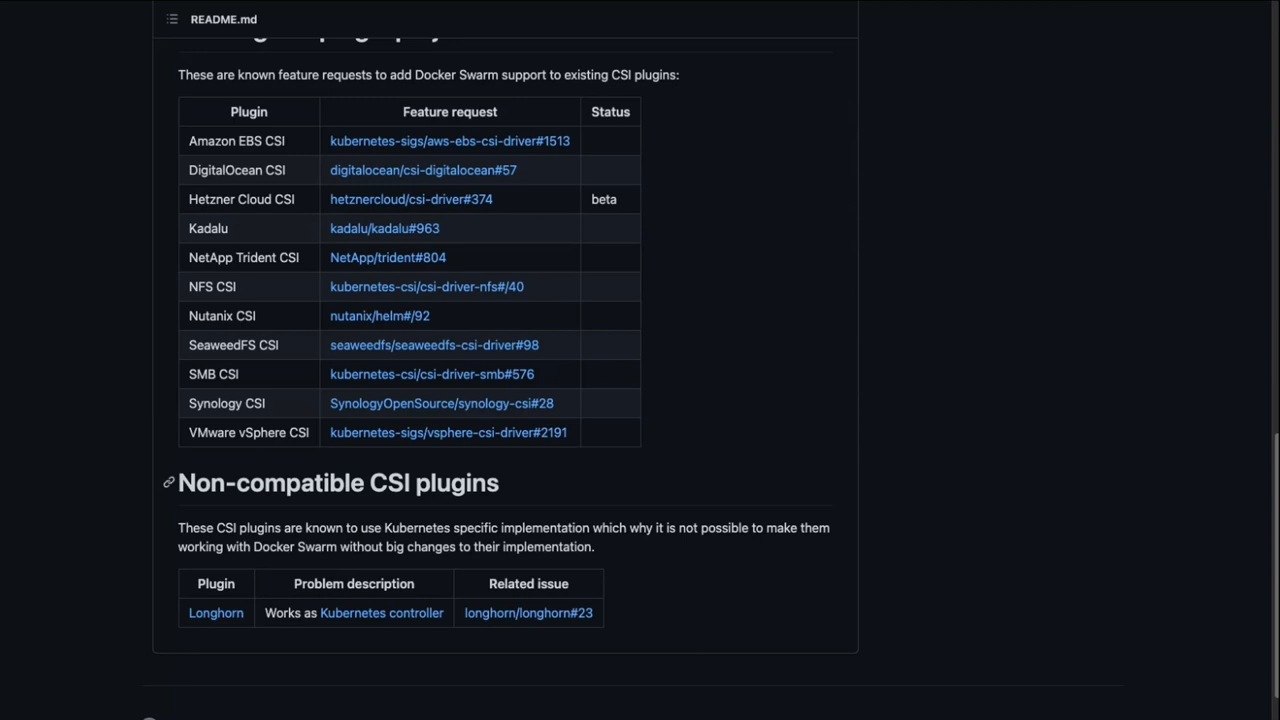 README.md
These are known feature requests to add Docker Swarm support to existing CSI plugins:
Plugin Feature request Status
Amazon EBS CSI kubernetes-sigs/aws-ebs-csi-driver#1513
DigitalOcean CSI digitalocean/csi-digitalocean#57
Hetzner Cloud CSI hetznercloud/csi-driver#374 beta
Kadalu kadalu/kadalu#963
NetApp Trident CSI NetApp/trident#804
NFS CSI kubernetes-csi/csi-driver-nfs#/40
Nutanix CSI nutanix/helm#/92
SeaweedFS CSI seaweedfs/seaweedfs-csi-driver#98
SMB CSI kubernetes-csi/csi-driver-smb#576
Synology CSI SynologyOpenSource/synology-csi#28
VMware vSphere CSI kubernetes-sigs/vsphere-csi-driver#2191
Non-compatible CSI plugins
These CSI plugins are known to use Kubernetes specific implementation which why it is not possible to make them
working with Docker Swarm without big changes to their implementation.
Plugin Problem description Related issue
Longhorn Works as Kubernetes controller longhorn/longhorn#23